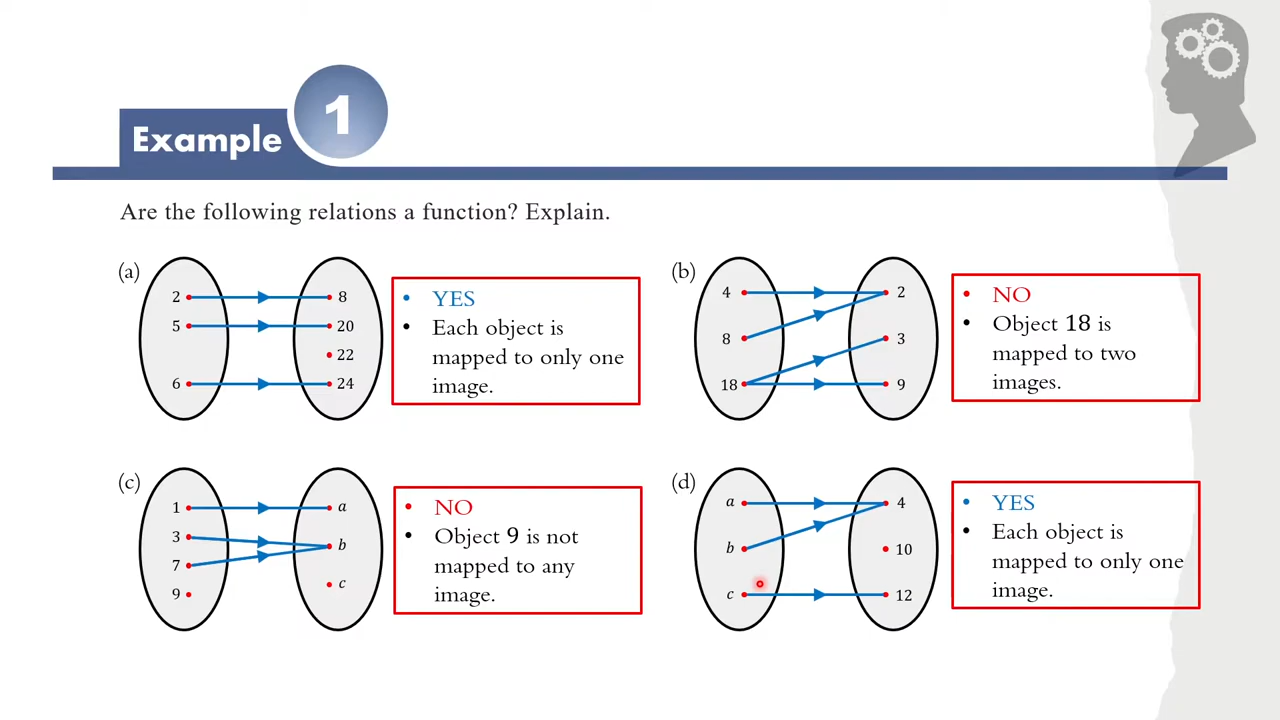 Example 1
Are the following relations a function? Explain.
(a)
2
5
6
8
20
22
24
• YES
• Each object is
mapped to only one
image.
(b)
4
8
18
2
3
9
• NO
• Object 18 is
mapped to two
images.
(c)
1
3
7
9
a
b
c
• NO
• Object 9 is not
mapped to any
image.
(d)
a
b
c
4
10
12
• YES
• Each object is
mapped to only one
image.